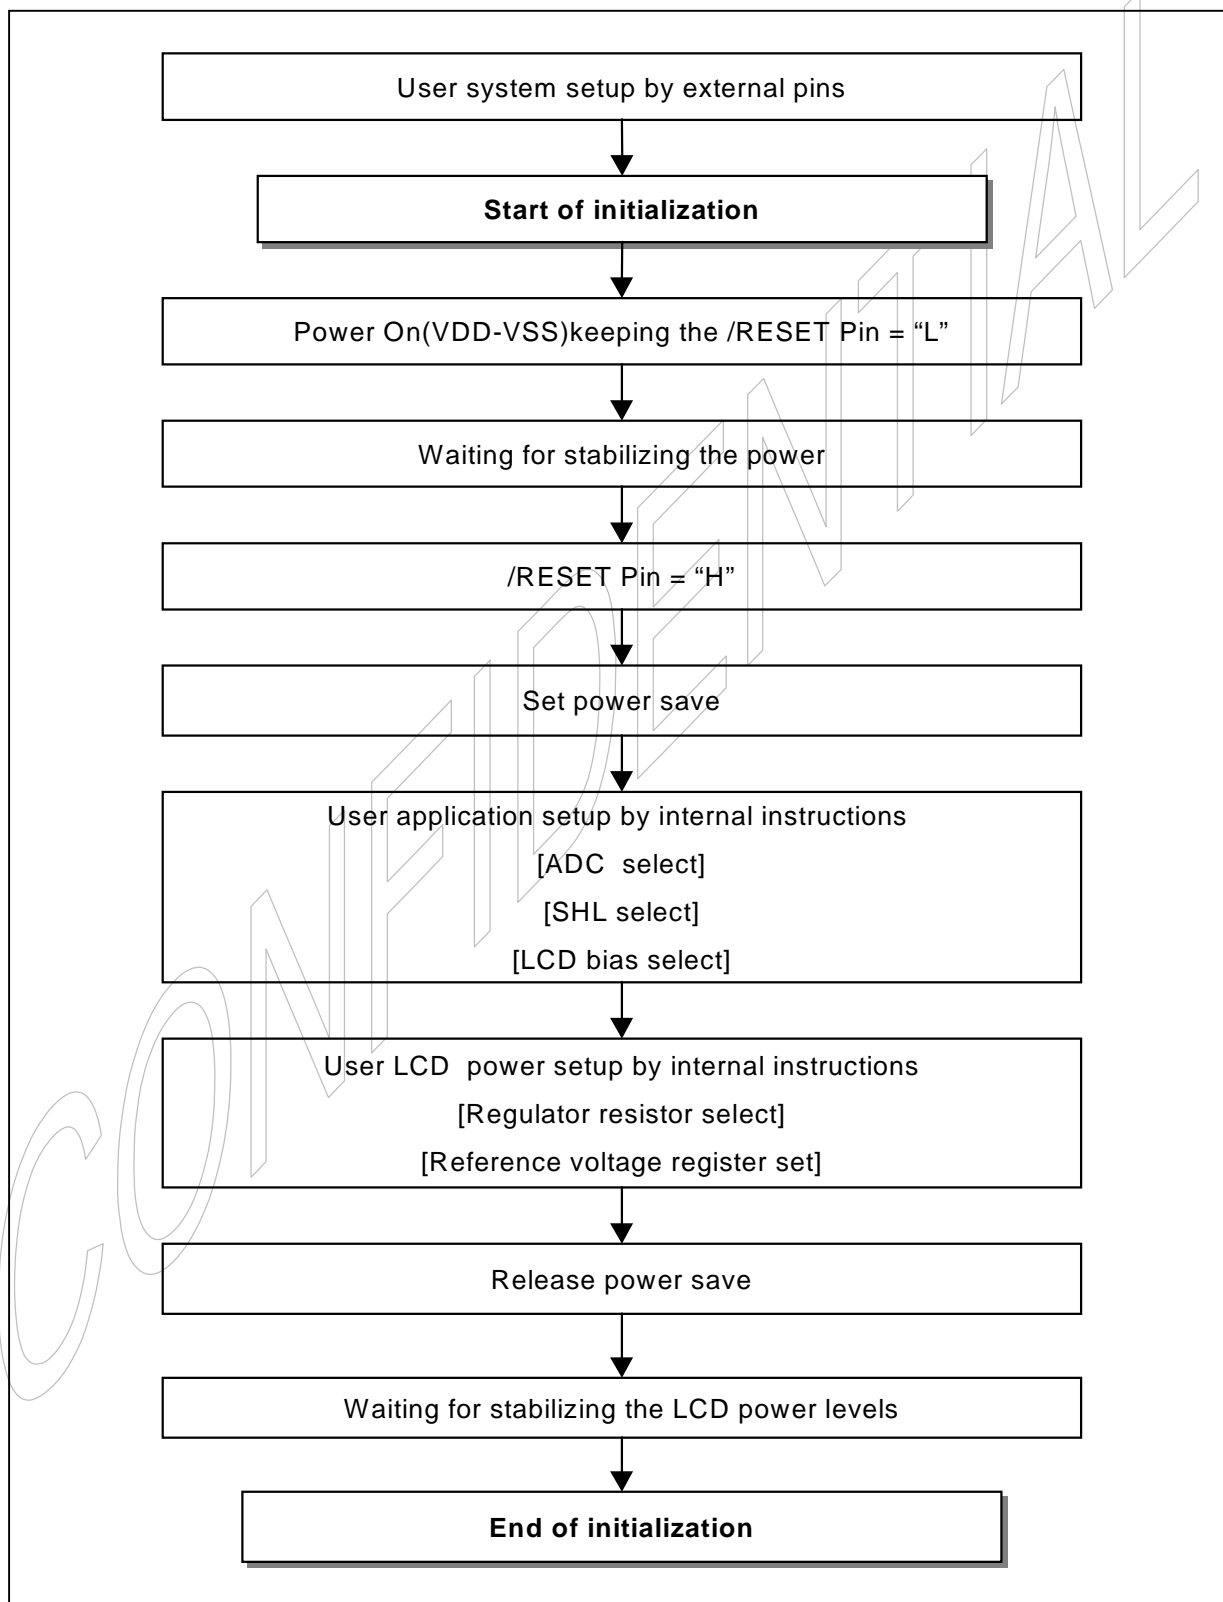 User system setup by external pins
Start of initialization
Power On(VDD-VSS)keeping the /RESET Pin = “L”
Waiting for stabilizing the power
/RESET Pin = “H”
Set power save
User application setup by internal instructions
[ADC  select]
[SHL select]
[LCD bias select]
User LCD  power setup by internal instructions
[Regulator resistor select]
[Reference voltage register set]
Release power save
Waiting for stabilizing the LCD power levels
End of initialization
CONFIDENTIAL